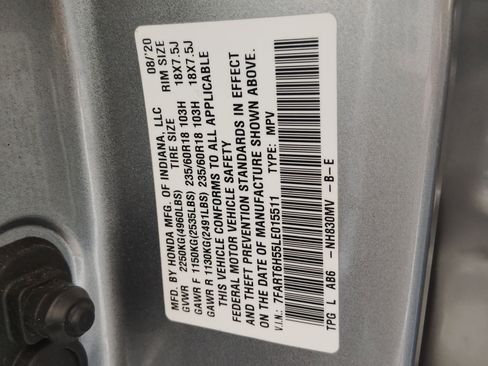 MFD. BY HONDA MFG. OF INDIANA, LLC 08/'20
GVWR 2250KG(4960LBS) TIRE SIZE RIM SIZE
GAWR F 1150KG(2535LBS) 235/60R18 103H 18X7.5J
GAWR R 1130KG(2491LBS) 235/60R18 103H 18X7.5J
THIS VEHICLE CONFORMS TO ALL APPLICABLE
FEDERAL MOTOR VEHICLE SAFETY
AND THEFT PREVENTION STANDARDS IN EFFECT
ON THE DATE OF MANUFACTURE SHOWN ABOVE.
V.I.N.: 7FART6H55LE015511 TYPE: MPV
TPG L AB6 -NH830MV -B-E